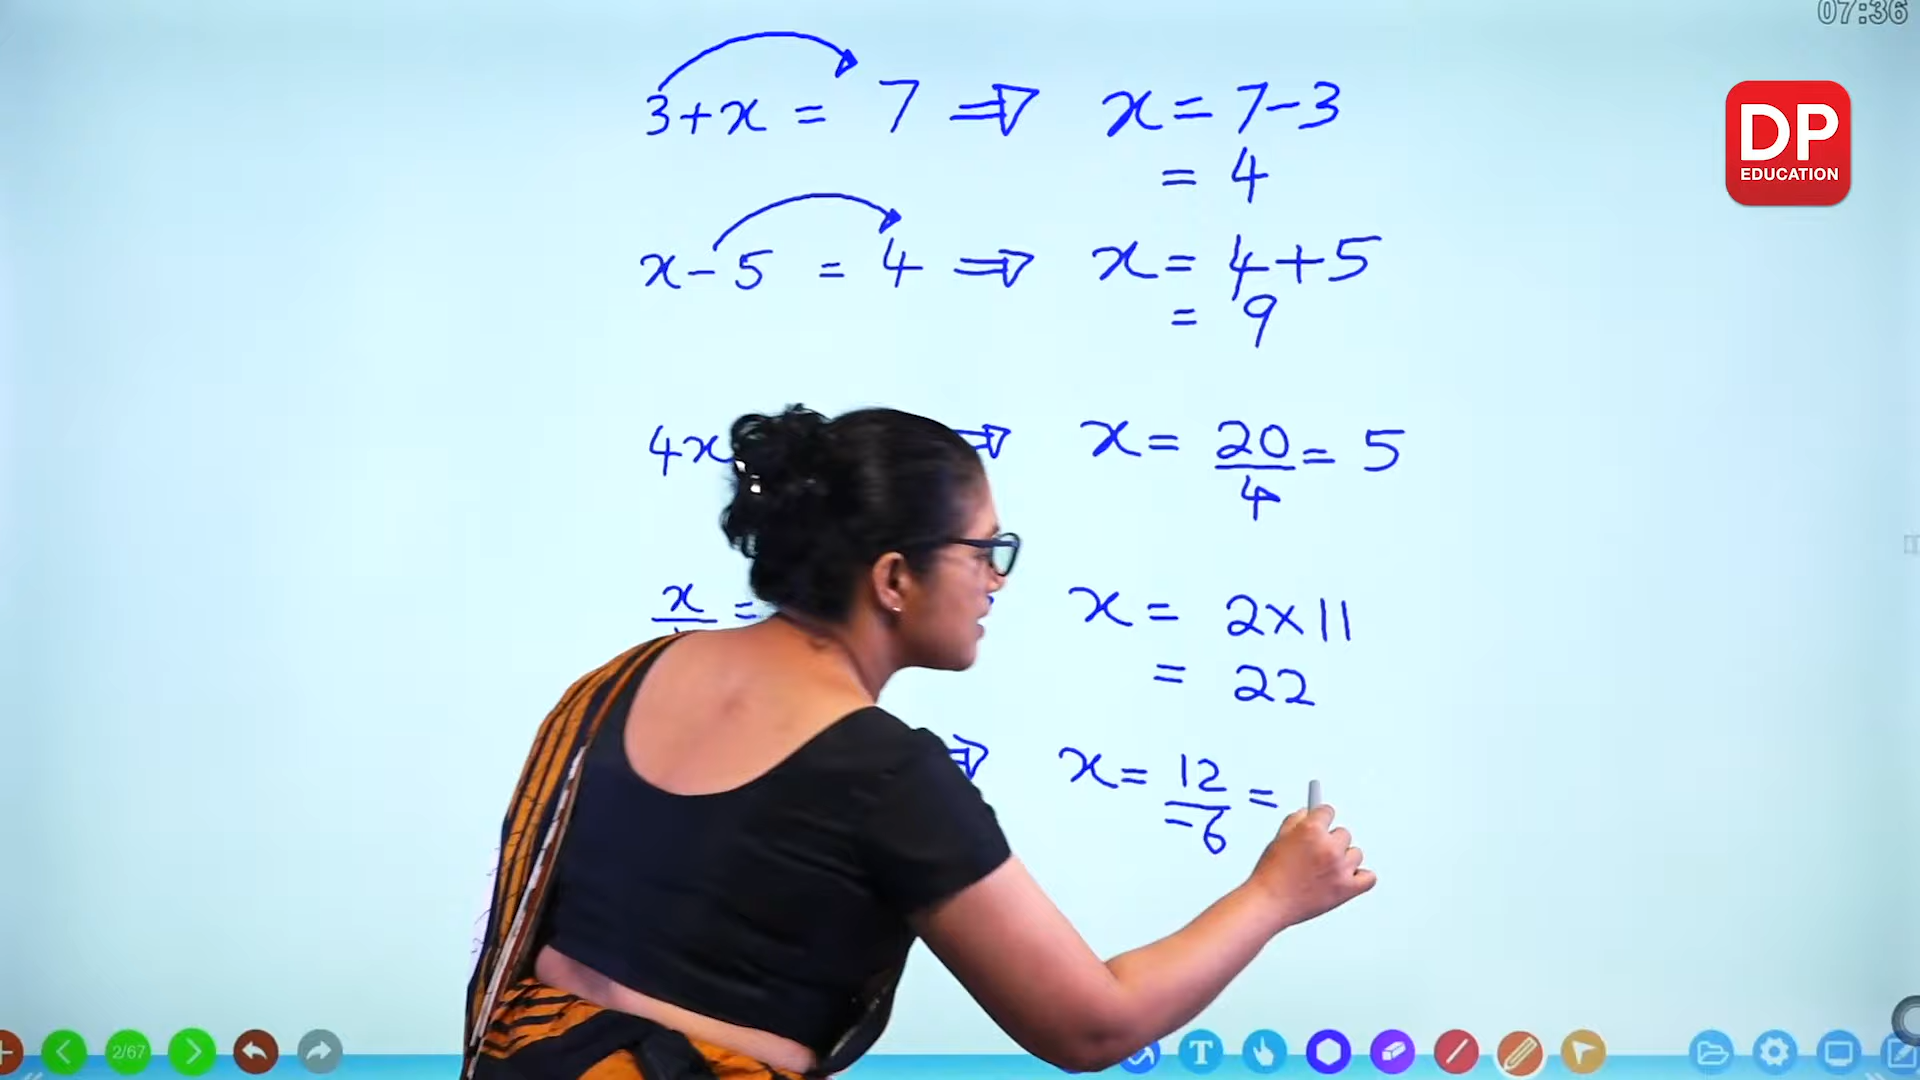 07:36
DP
EDUCATION
3+x = 7 ⇒ x = 7-3
= 4
x-5 = 4 ⇒ x = 4+5
= 9
4x ⇒ x = 20/4 = 5
x = x = 2×11
= 22
⇒ x = 12/-6 =
2/67
T